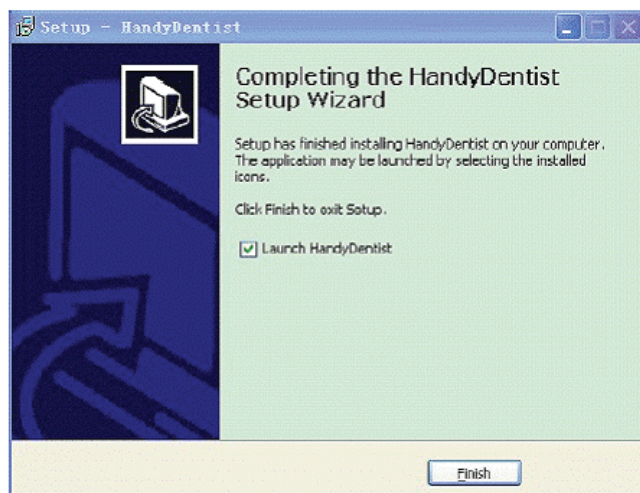 Setup - HandyDentist
Completing the HandyDentist
Setup Wizard
Setup has finished installing HandyDentist on your computer.
The application may be launched by selecting the installed
icons.
Click Finish to exit Setup.
Launch HandyDentist
Finish